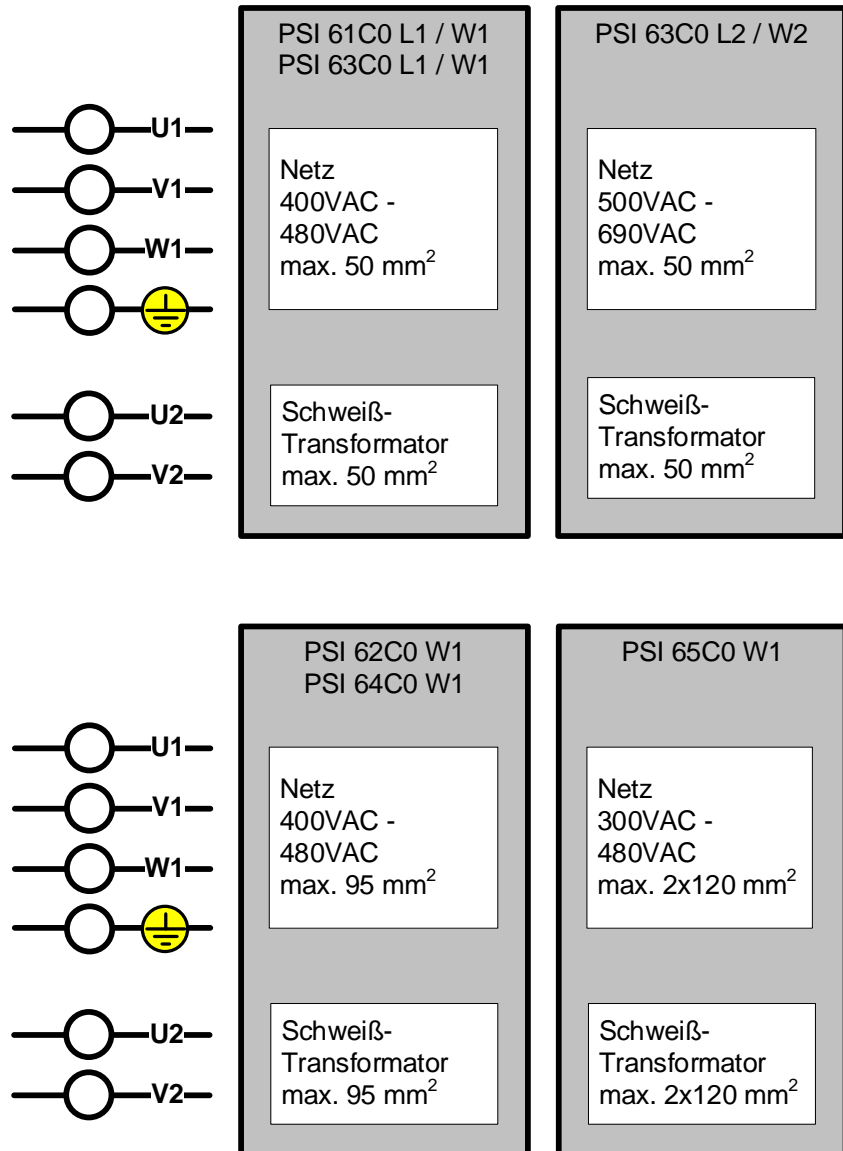 PSI 61C0 L1 / W1
PSI 63C0 L1 / W1
PSI 63C0 L2 / W2
U1
V1
W1
U2
V2
Netz
400VAC -
480VAC
max. 50 mm²
Netz
500VAC -
690VAC
max. 50 mm²
Schweiß-
Transformator
max. 50 mm²
Schweiß-
Transformator
max. 50 mm²
PSI 62C0 W1
PSI 64C0 W1
PSI 65C0 W1
U1
V1
W1
U2
V2
Netz
400VAC -
480VAC
max. 95 mm²
Netz
300VAC -
480VAC
max. 2x120 mm²
Schweiß-
Transformator
max. 95 mm²
Schweiß-
Transformator
max. 2x120 mm²